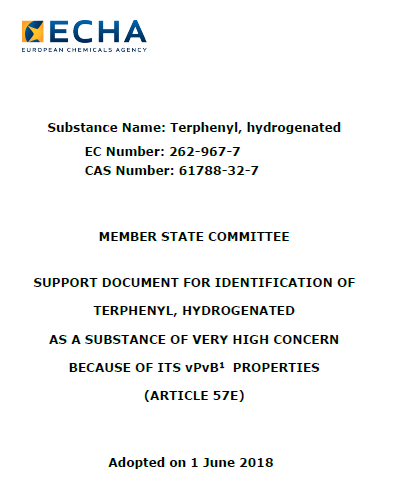 ECHA
EUROPEAN CHEMICALS AGENCY
Substance Name: Terphenyl, hydrogenated
EC Number: 262-967-7
CAS Number: 61788-32-7
MEMBER STATE COMMITTEE
SUPPORT DOCUMENT FOR IDENTIFICATION OF
TERPHENYL, HYDROGENATED
AS A SUBSTANCE OF VERY HIGH CONCERN
BECAUSE OF ITS vPvB¹ PROPERTIES
(ARTICLE 57E)
Adopted on 1 June 2018